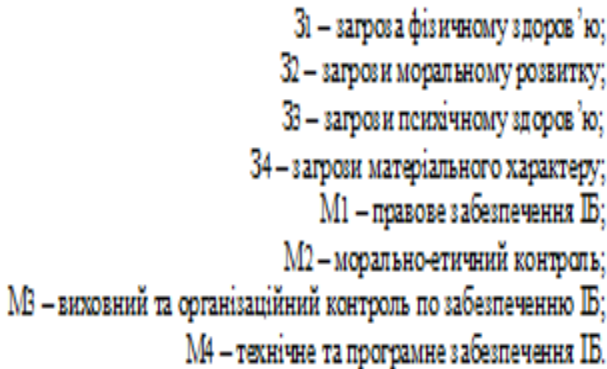 З1 – загроза фізичному здоров’ю;
З2 – загрози моральному розвитку;
З3 – загрози психічному здоров’ю;
З4 – загрози матеріального характеру;
М1 – правове забезпечення ІБ;
М2 – морально-етичний контроль;
М3 – виховний та організаційний контроль по забезпеченню ІБ;
М4 – технічне та програмне забезпечення ІБ.